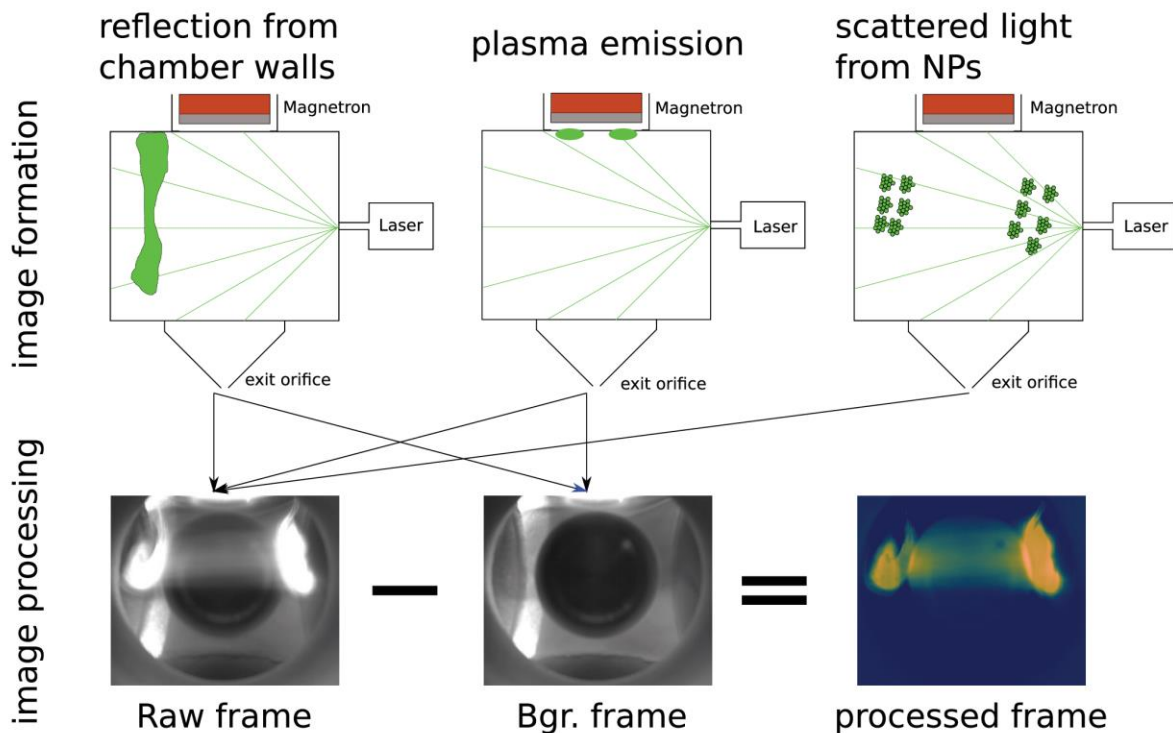 reflection from
chamber walls
plasma emission
scattered light
from NPs
image formation
Magnetron
Laser
exit orifice
Magnetron
Laser
exit orifice
Magnetron
Laser
exit orifice
image processing
Raw frame
Bgr. frame
processed frame